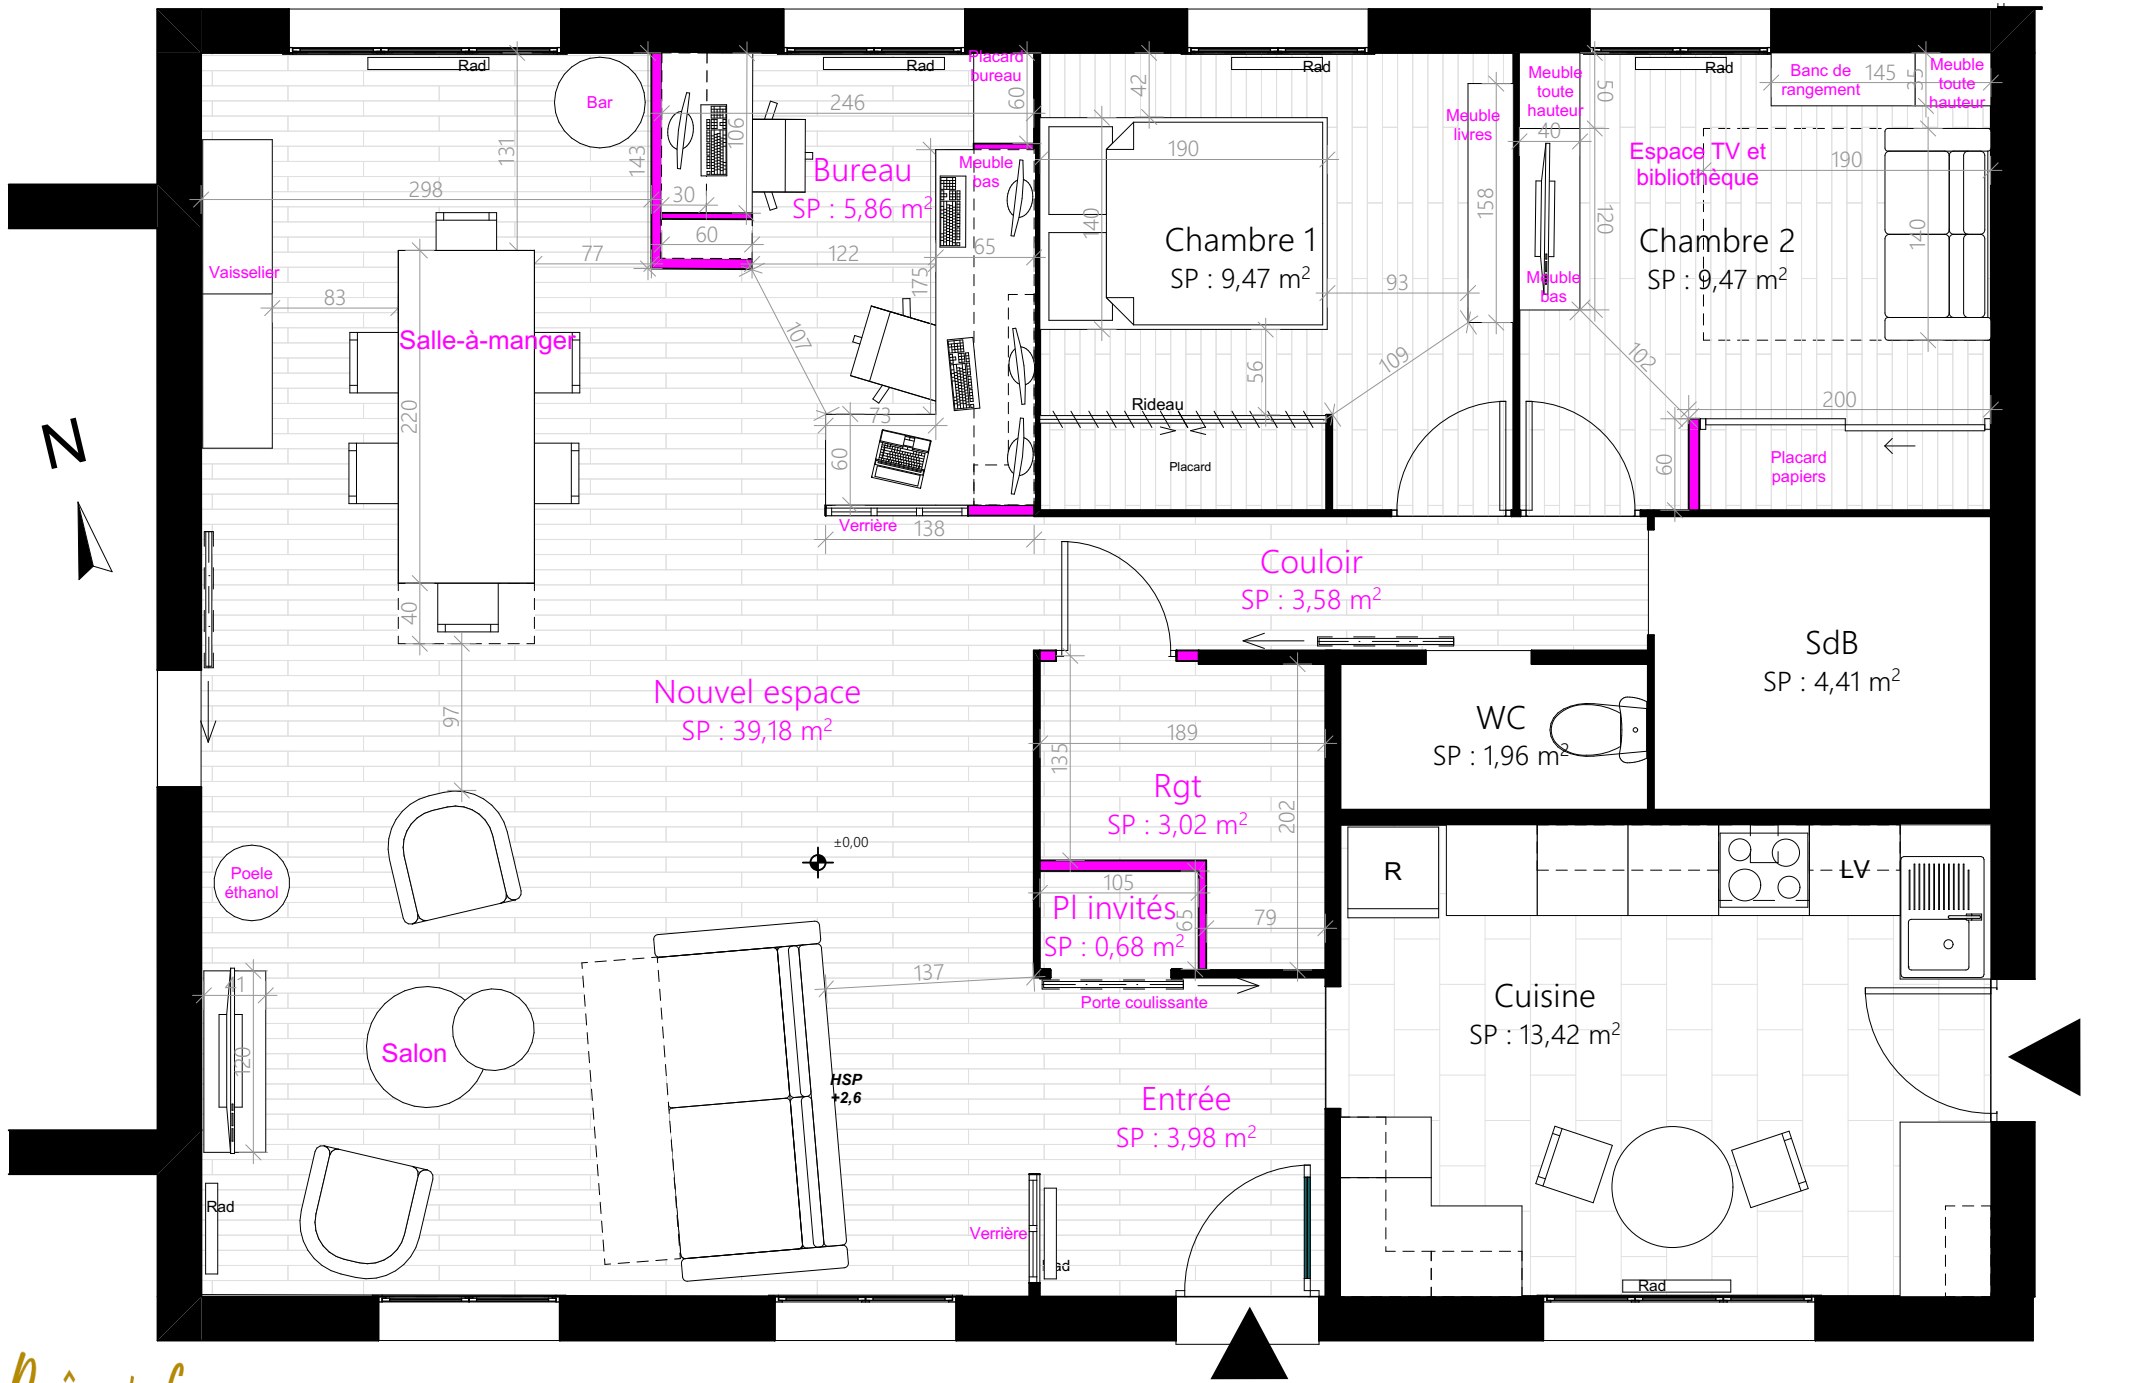 Rad
Bar
131
298
143
77
83
Vaisselier
Salle-à-manger
220
40
97
N
Rad
Placard
bureau
246
60
106
Bureau
SP : 5,86 m²
Meuble
bas
30
60
122
65
175
107
73
60
Verrière
138
Rad
42
190
140
Meuble
livres
158
Chambre 1
SP : 9,47 m²
93
109
56
Rideau
Placard
Meuble
toute
hauteur
50
40
Rad
Banc de
rangement
145
35
Meuble
toute
hauteur
Espace TV et
bibliothèque
190
120
140
Chambre 2
SP : 9,47 m²
Meuble
bas
102
200
60
Placard
papiers
Couloir
SP : 3,58 m²
SdB
SP : 4,41 m²
Nouvel espace
SP : 39,18 m²
WC
SP : 1,96 m²
189
135
202
Rgt
SP : 3,02 m²
±0,00
105
65
79
Pl invités
SP : 0,68 m²
137
Porte coulissante
R
LV
Cuisine
SP : 13,42 m²
Poele
éthanol
41
120
Salon
HSP
+2,6
Entrée
SP : 3,98 m²
Verrière
Rad
Rad
Rad